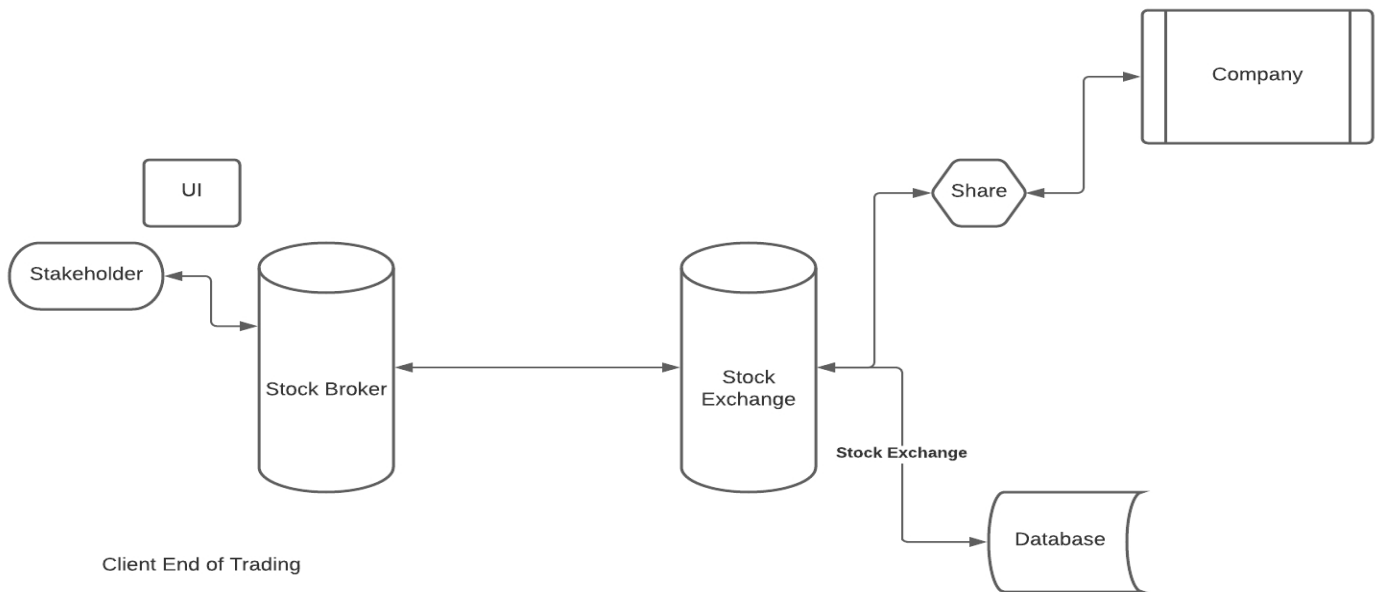 Company
UI
Share
Stakeholder
Stock Broker
Stock
Exchange
Stock Exchange
Database
Client End of Trading